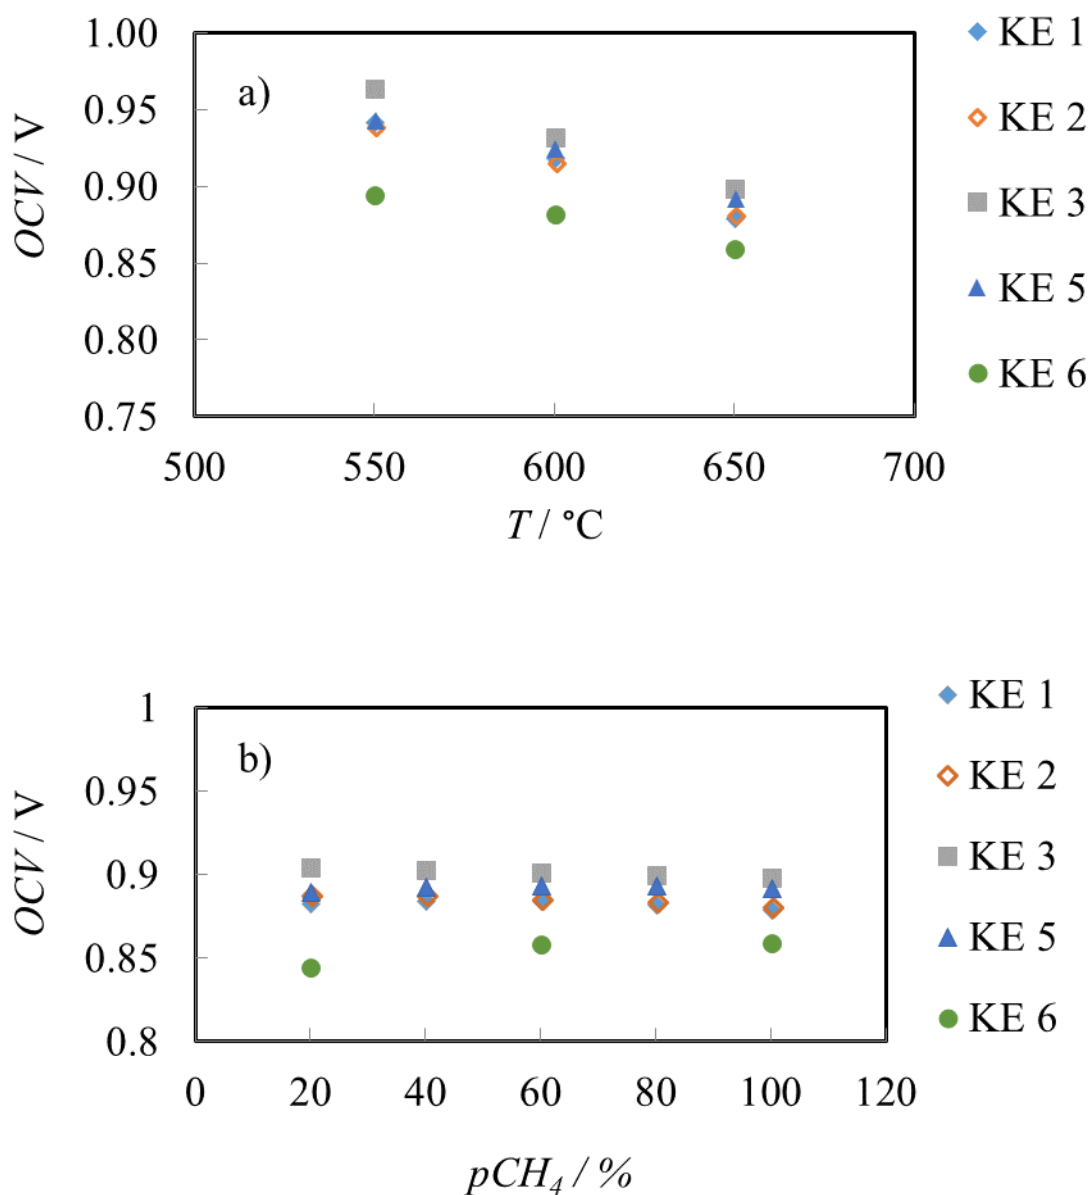 1.00
0.95
0.90
0.85
0.80
0.75
OCV / V
a)
500 550 600 650 700
T / °C
KE 1
KE 2
KE 3
KE 5
KE 6
1
0.95
0.9
0.85
0.8
OCV / V
b)
0 20 40 60 80 100 120
pCH₄ / %
KE 1
KE 2
KE 3
KE 5
KE 6